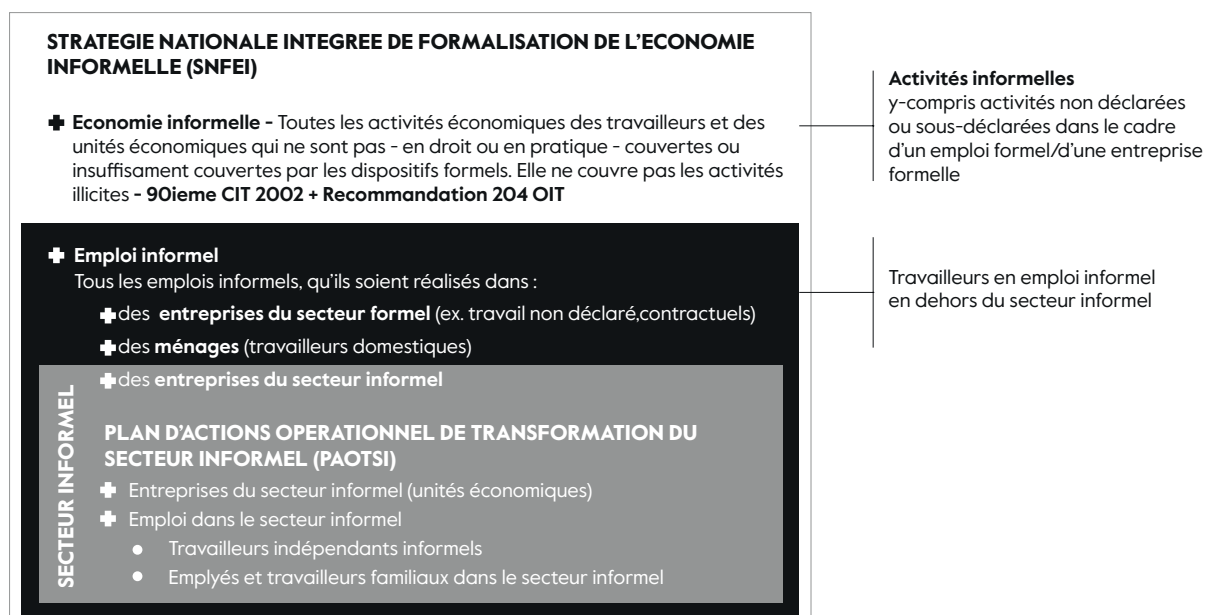 STRATEGIE NATIONALE INTEGREE DE FORMALISATION DE L'ECONOMIE
INFORMELLE (SNFEI)
Economie informelle - Toutes les activités économiques des travailleurs et des
unités économiques qui ne sont pas - en droit ou en pratique - couvertes ou
insuffisament couvertes par les dispositifs formels. Elle ne couvre pas les activités
illicites - 90ieme CIT 2002 + Recommandation 204 OIT
Activités informelles
y-compris activités non déclarées
ou sous-déclarées dans le cadre
d'un emploi formel/d'une entreprise
formelle
Emploi informel
Tous les emplois informels, qu'ils soient réalisés dans :
des entreprises du secteur formel (ex. travail non déclaré,contractuels)
des ménages (travailleurs domestiques)
des entreprises du secteur informel
Travailleurs en emploi informel
en dehors du secteur informel
SECTEUR INFORMEL
PLAN D'ACTIONS OPERATIONNEL DE TRANSFORMATION DU
SECTEUR INFORMEL (PAOTSI)
Entreprises du secteur informel (unités économiques)
Emploi dans le secteur informel
Travailleurs indépendants informels
Emplyés et travailleurs familiaux dans le secteur informel